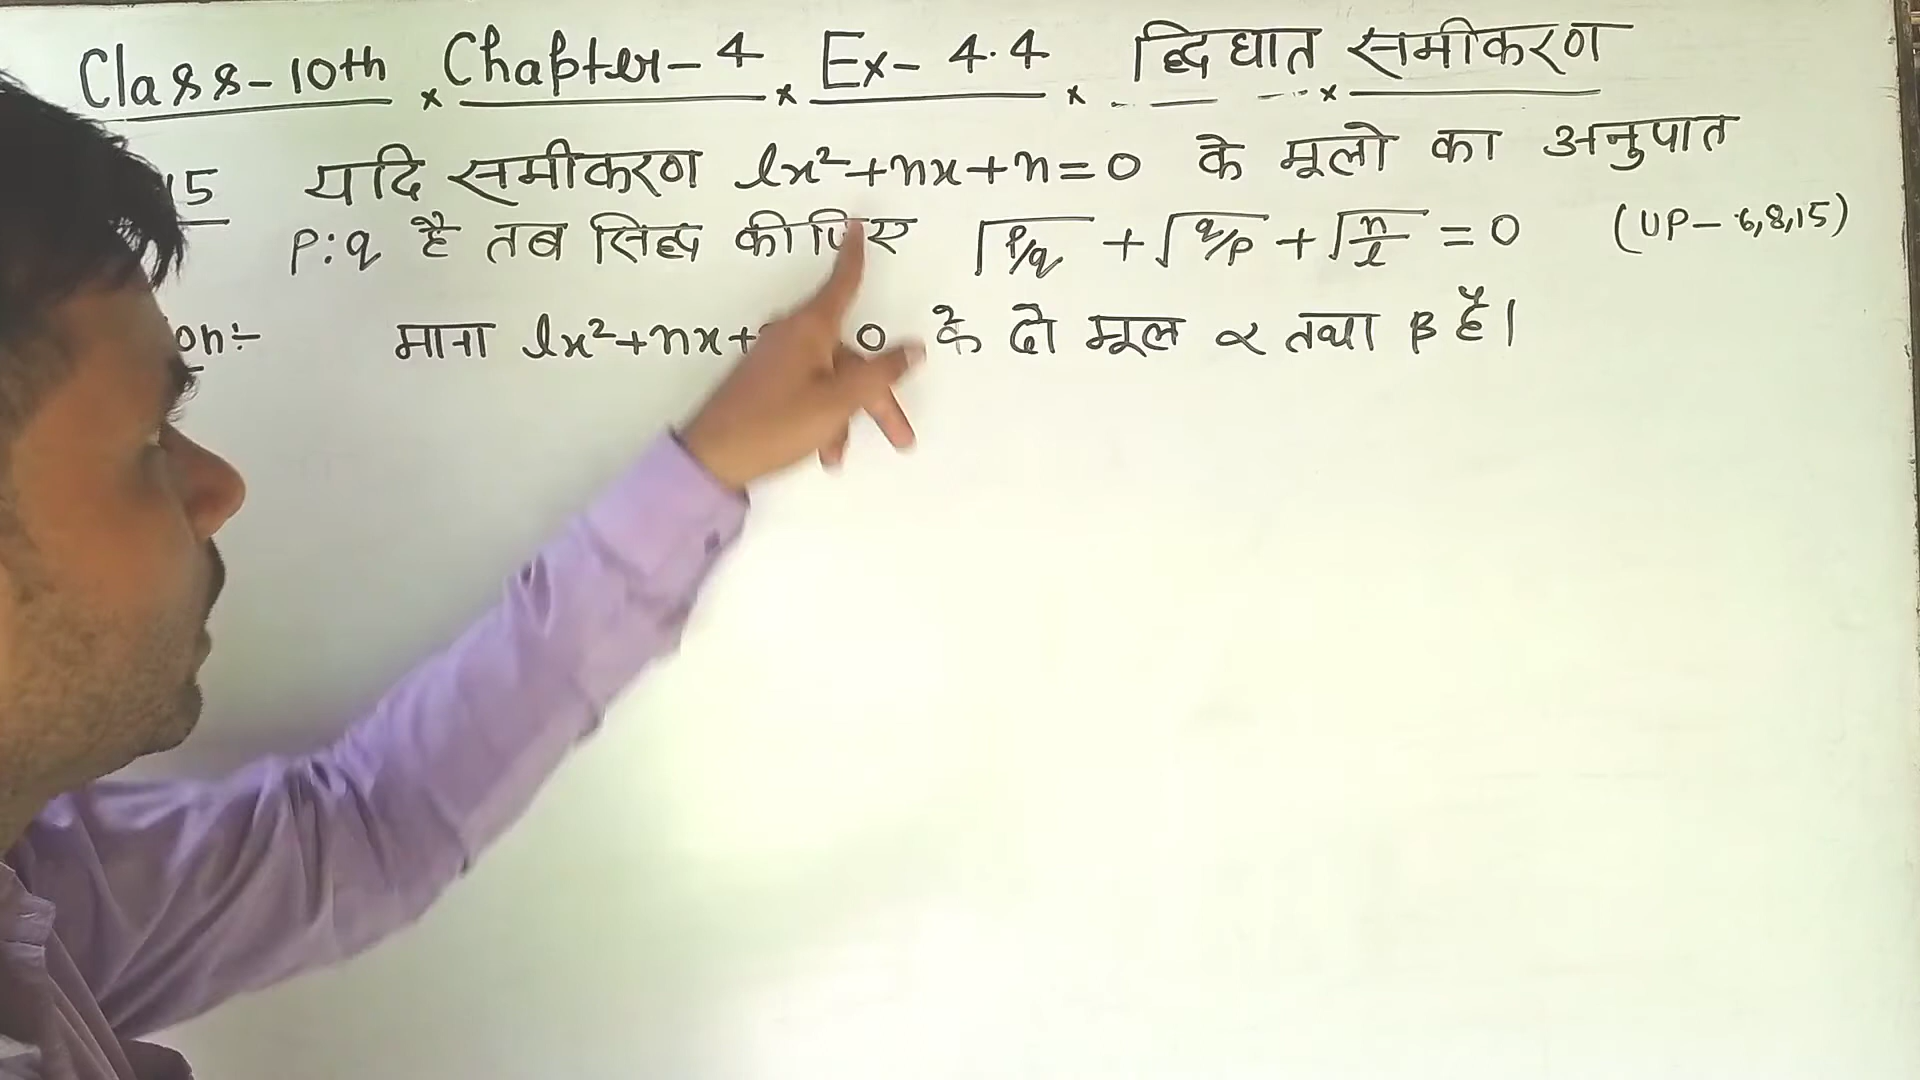 Class-10th × Chapter-4 × Ex-4.4 × द्विघात × समीकरण
15 यदि समीकरण lx²+nx+n=0 के मूलो का अनुपात
p:q है तब सिद्ध कीजिए √p/q + √q/p + √n/l = 0 (UP-6,8,15)
on:- माना lx²+nx+ 0 के दो मूल α तथा β हैं।